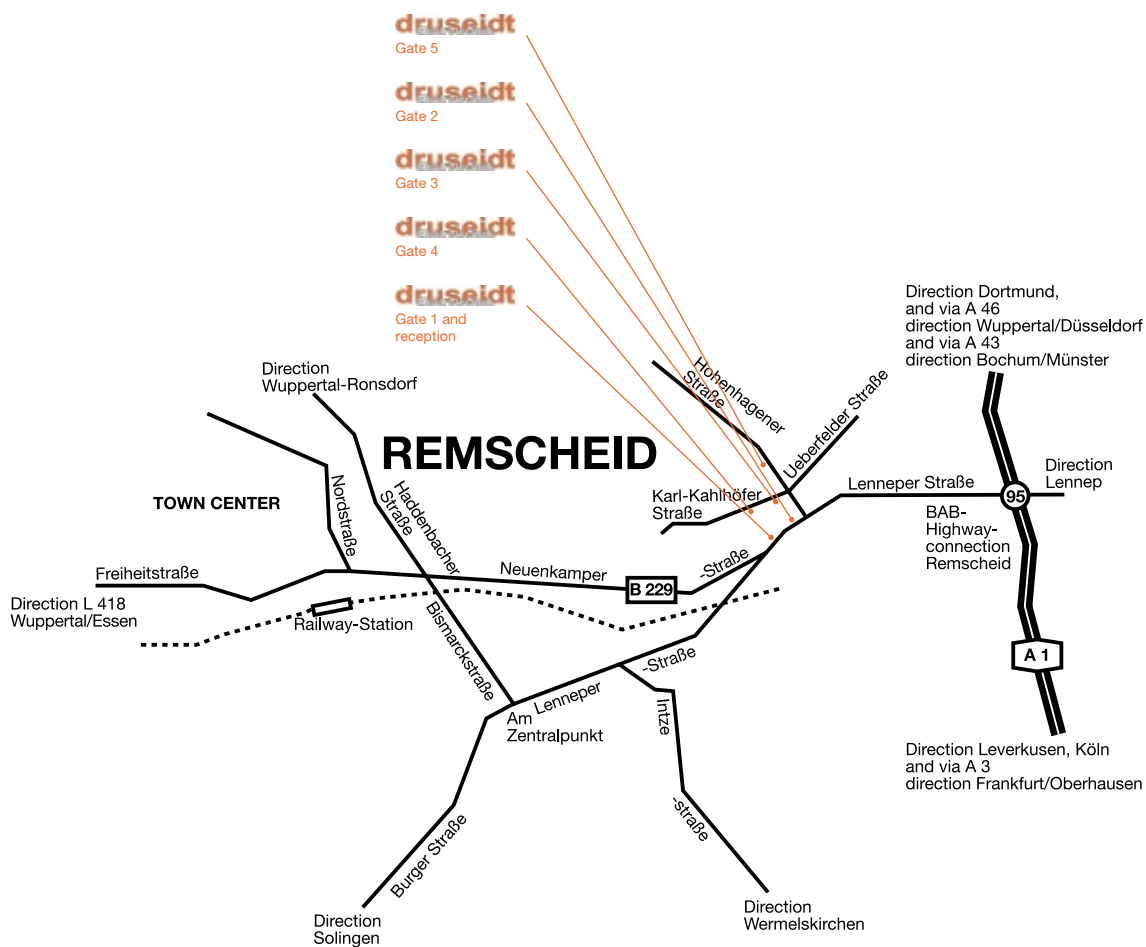 druseidt
Gate 5
druseidt
Gate 2
druseidt
Gate 3
druseidt
Gate 4
druseidt
Gate 1 and
reception
Direction Dortmund,
and via A 46
direction Wuppertal/Düsseldorf
and via A 43
direction Bochum/Münster
Direction
Wuppertal-Ronsdorf
Hohenhagener
Straße
Ueberfelder Straße
REMSCHEID
Karl-Kahlhöfer
Straße
Lenneper Straße
Direction
Lennep
95
BAB-
Highway-
connection
Remscheid
TOWN CENTER
Nordstraße
Haddenbacher
Straße
Freiheitstraße
Neuenkamper
B 229
-Straße
Direction L 418
Wuppertal/Essen
Railway-Station
Bismarckstraße
A 1
Lenneper
-Straße
Am
Zentralpunkt
Intze
-straße
Direction Leverkusen, Köln
and via A 3
direction Frankfurt/Oberhausen
Burger Straße
Direction
Solingen
Direction
Wermelskirchen